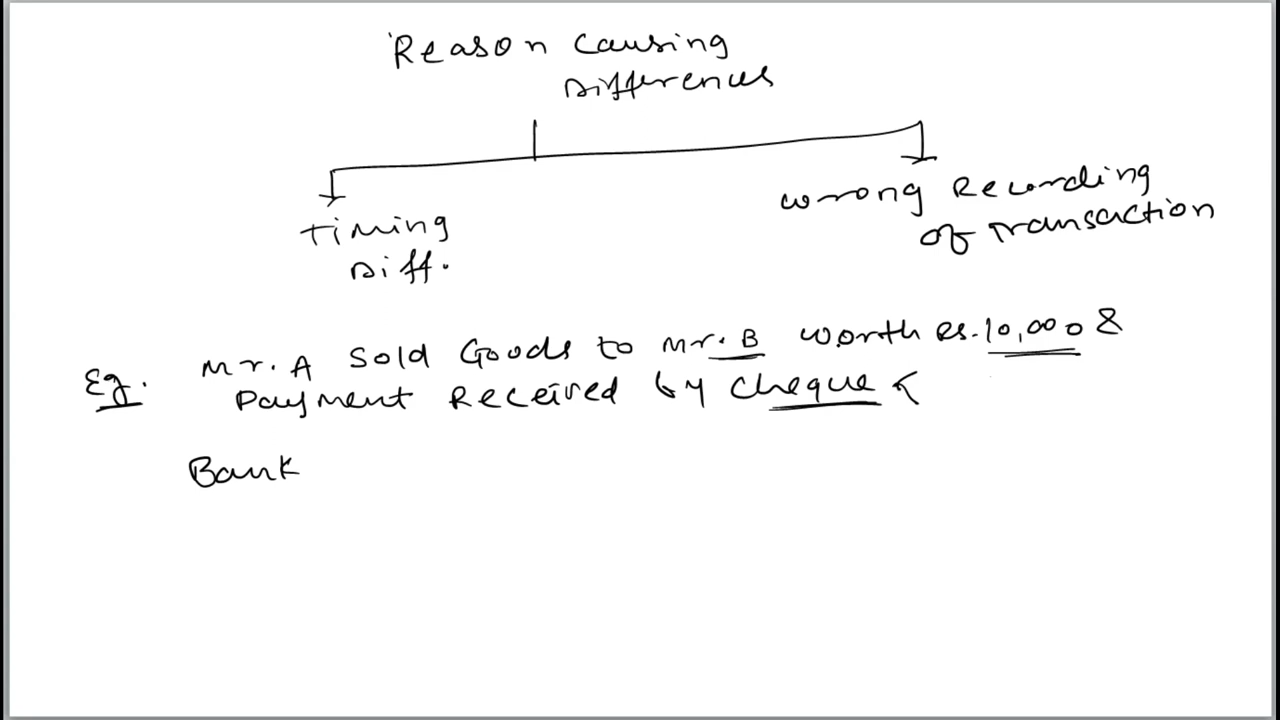 Reason Causing
Differences
Timing
Diff.
Wrong Recording
of Transaction
Eg. Mr. A Sold Goods to Mr. B worth Rs. 10,000 &
Payment Received by Cheque
Bank